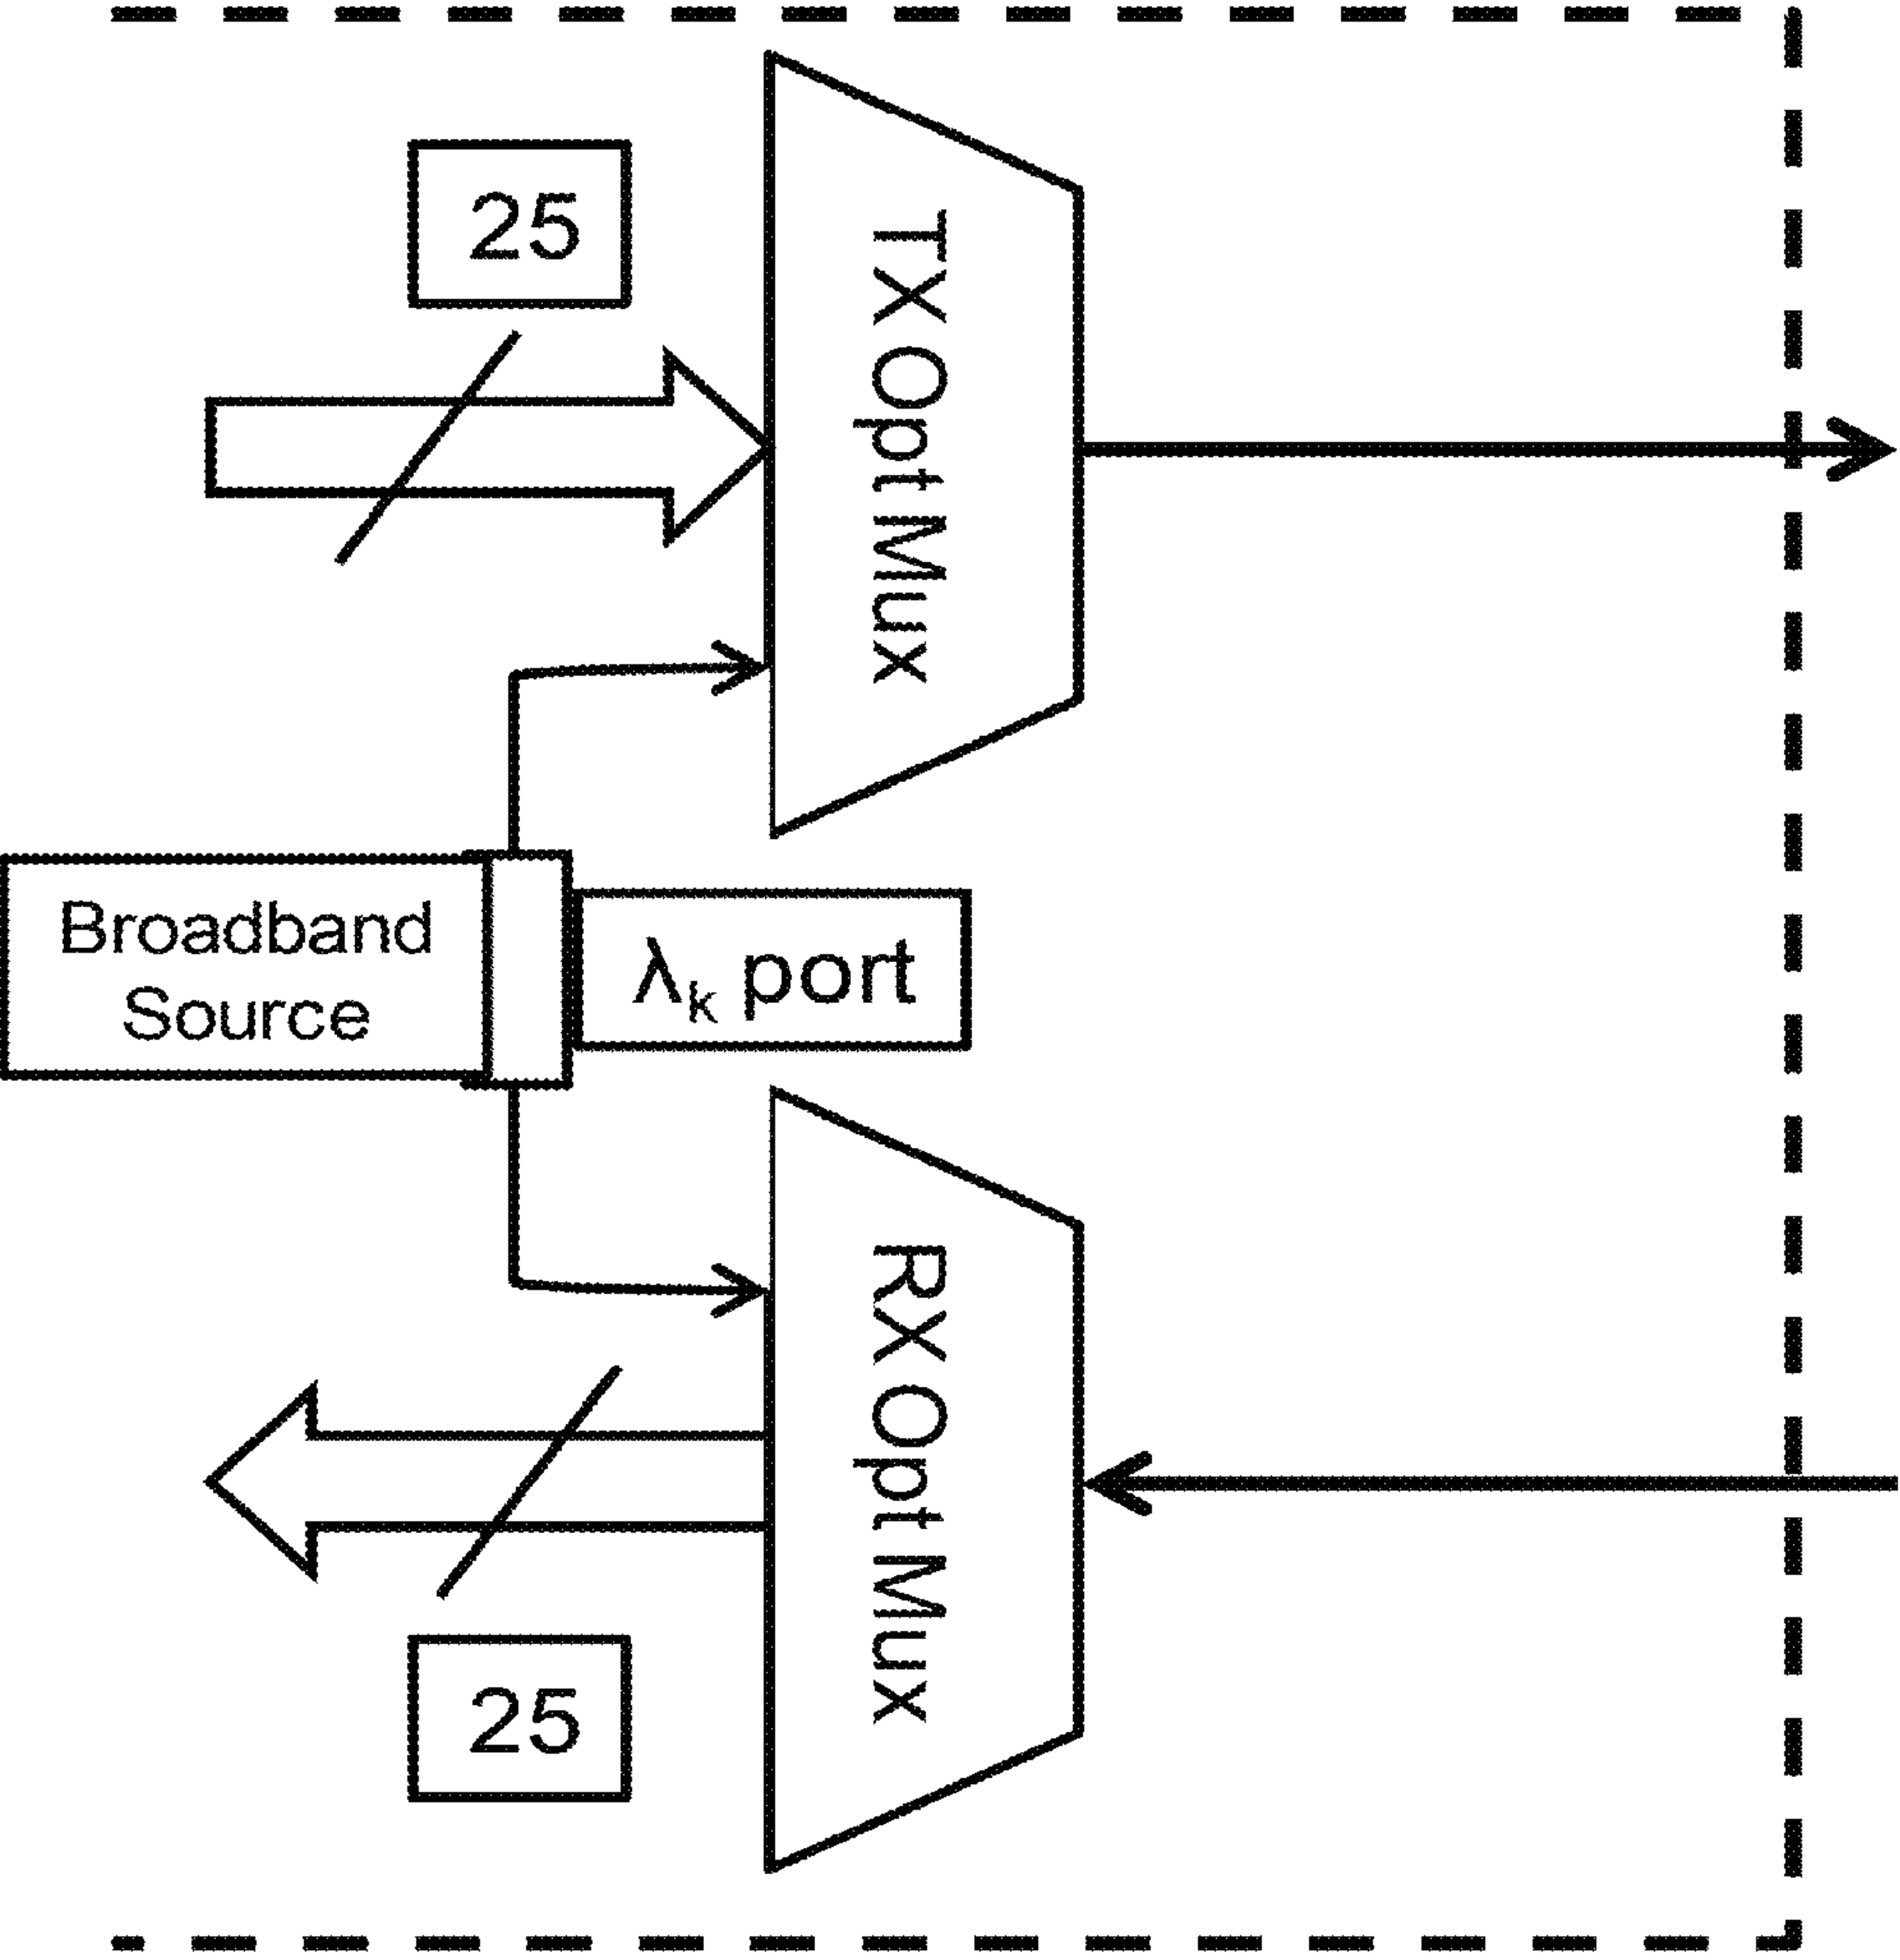 25
TX Opt Mux
Broadband
Source
λk port
RX Opt Mux
25